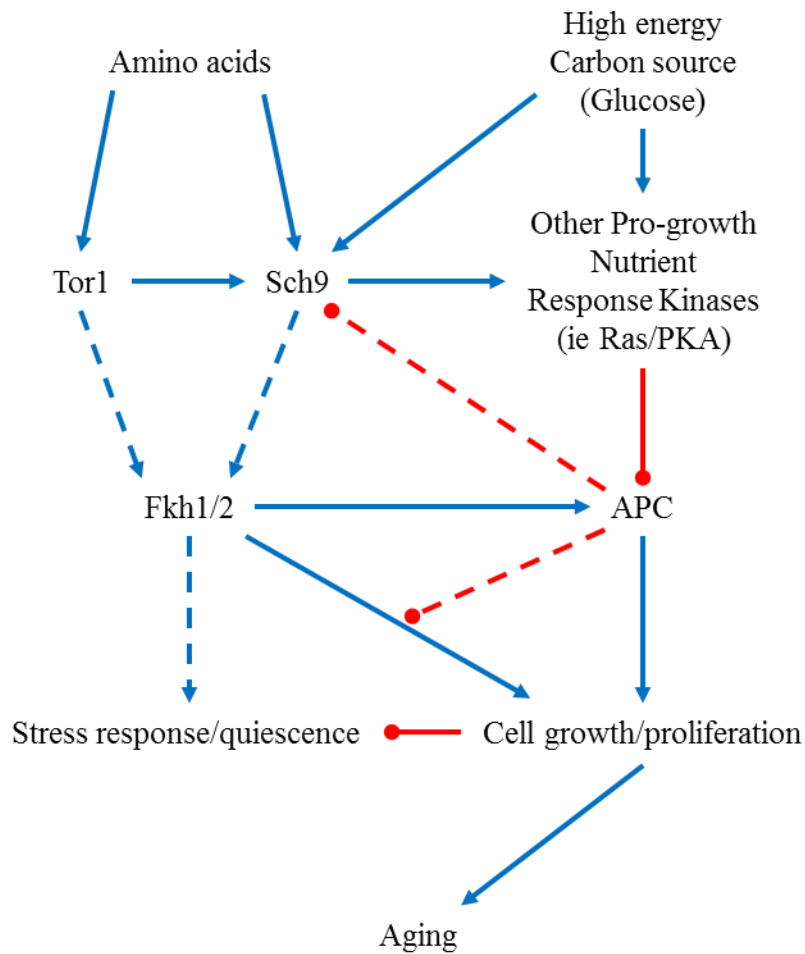 Amino acids
High energy
Carbon source
(Glucose)
Tor1
Sch9
Other Pro-growth
Nutrient
Response Kinases
(ie Ras/PKA)
Fkh1/2
APC
Stress response/quiescence
Cell growth/proliferation
Aging